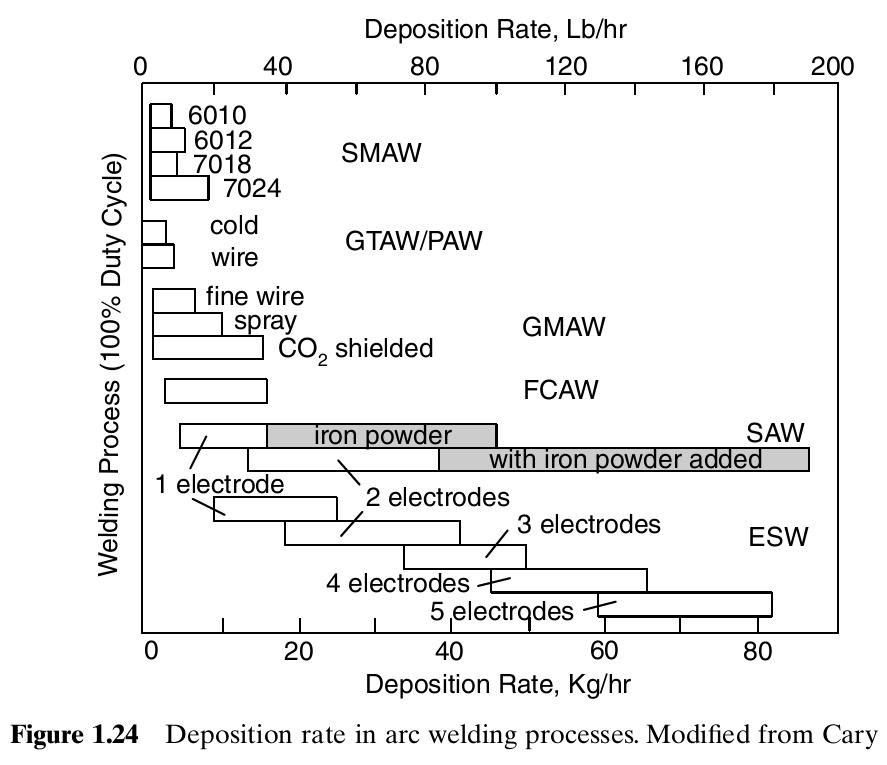 Deposition Rate, Lb/hr
0 40 80 120 160 200
6010
6012
SMAW
7018
7024
cold
GTAW/PAW
wire
fine wire
spray
GMAW
CO2 shielded
FCAW
iron powder
SAW
with iron powder added
1 electrode
2 electrodes
3 electrodes
ESW
4 electrodes
5 electrodes
0 20 40 60 80
Deposition Rate, Kg/hr
Welding Process (100% Duty Cycle)
Figure 1.24 Deposition rate in arc welding processes. Modified from Cary